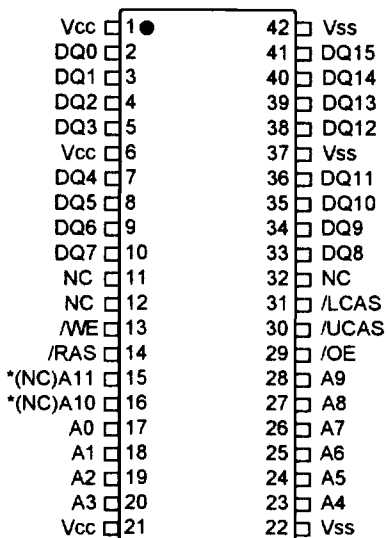 Vcc 1 42 Vss
DQ0 2 41 DQ15
DQ1 3 40 DQ14
DQ2 4 39 DQ13
DQ3 5 38 DQ12
Vcc 6 37 Vss
DQ4 7 36 DQ11
DQ5 8 35 DQ10
DQ6 9 34 DQ9
DQ7 10 33 DQ8
NC 11 32 NC
NC 12 31 /LCAS
/WE 13 30 /UCAS
/RAS 14 29 /OE
*(NC)A11 15 28 A9
*(NC)A10 16 27 A8
A0 17 26 A7
A1 18 25 A6
A2 19 24 A5
A3 20 23 A4
Vcc 21 22 Vss